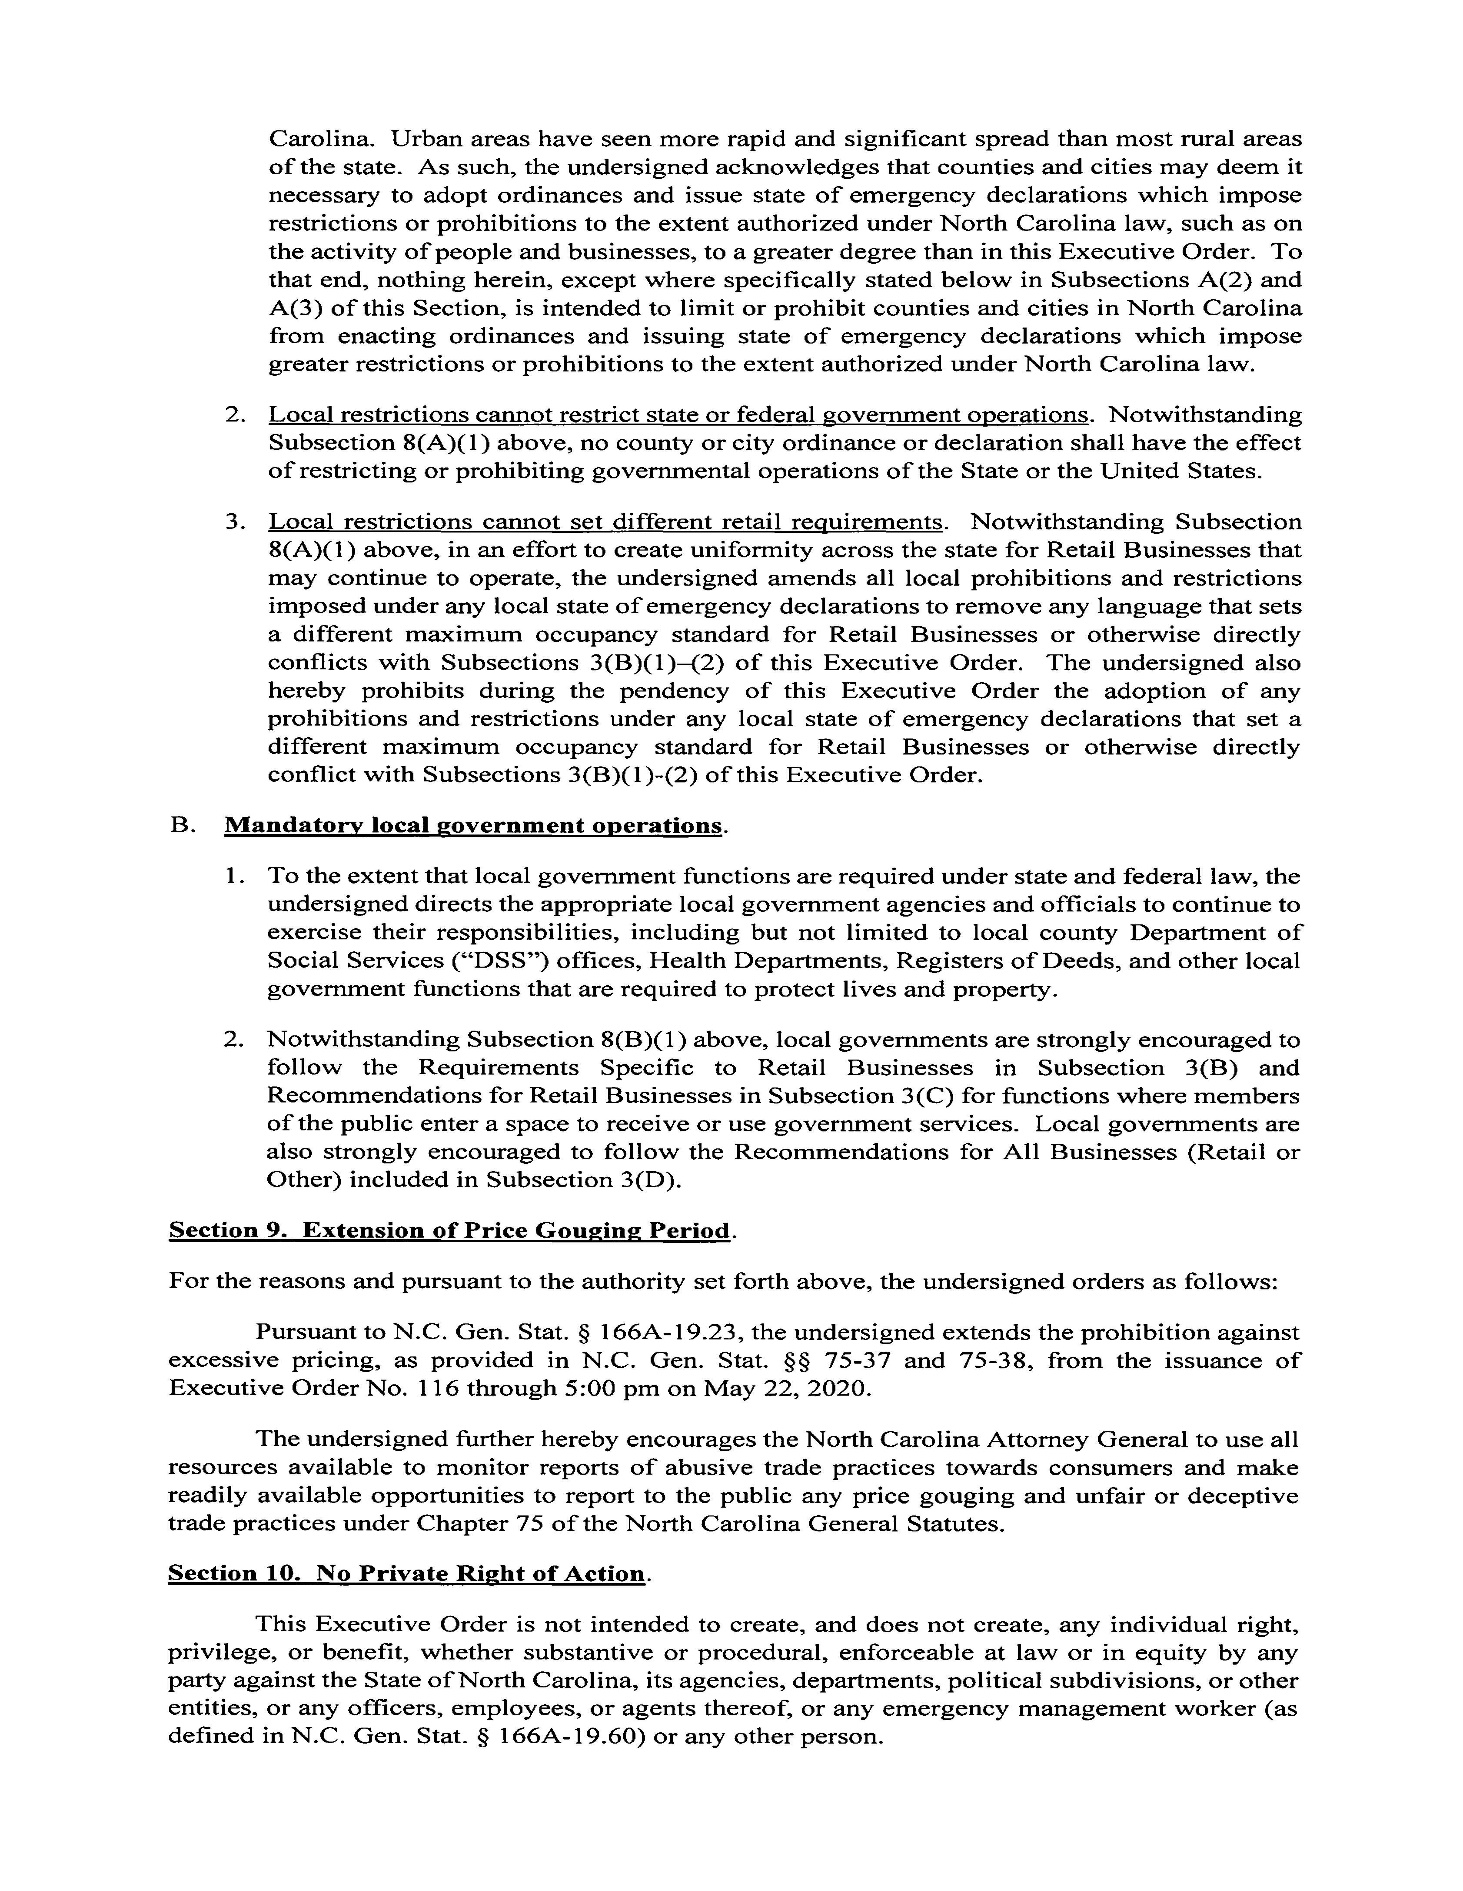 Carolina. Urban areas have seen more rapid and significant spread than most rural areas
of the state. As such, the undersigned acknowledges that counties and cities may deem it
necessary to adopt ordinances and issue state of emergency declarations which impose
restrictions or prohibitions to the extent authorized under North Carolina law, such as on
the activity of people and businesses, to a greater degree than in this Executive Order. To
that end, nothing herein, except where specifically stated below in Subsections A(2) and
A(3) of this Section, is intended to limit or prohibit counties and cities in North Carolina
from enacting ordinances and issuing state of emergency declarations which impose
greater restrictions or prohibitions to the extent authorized under North Carolina law.
2. Local restrictions cannot restrict state or federal government operations. Notwithstanding
Subsection 8(A)(1) above, no county or city ordinance or declaration shall have the effect
of restricting or prohibiting governmental operations of the State or the United States.
3. Local restrictions cannot set different retail requirements. Notwithstanding Subsection
8(A)(1) above, in an effort to create uniformity across the state for Retail Businesses that
may continue to operate, the undersigned amends all local prohibitions and restrictions
imposed under any local state of emergency declarations to remove any language that sets
a different maximum occupancy standard for Retail Businesses or otherwise directly
conflicts with Subsections 3(B)(1)–(2) of this Executive Order. The undersigned also
hereby prohibits during the pendency of this Executive Order the adoption of any
prohibitions and restrictions under any local state of emergency declarations that set a
different maximum occupancy standard for Retail Businesses or otherwise directly
conflict with Subsections 3(B)(1)-(2) of this Executive Order.
B. Mandatory local government operations.
1. To the extent that local government functions are required under state and federal law, the
undersigned directs the appropriate local government agencies and officials to continue to
exercise their responsibilities, including but not limited to local county Department of
Social Services (“DSS”) offices, Health Departments, Registers of Deeds, and other local
government functions that are required to protect lives and property.
2. Notwithstanding Subsection 8(B)(1) above, local governments are strongly encouraged to
follow the Requirements Specific to Retail Businesses in Subsection 3(B) and
Recommendations for Retail Businesses in Subsection 3(C) for functions where members
of the public enter a space to receive or use government services. Local governments are
also strongly encouraged to follow the Recommendations for All Businesses (Retail or
Other) included in Subsection 3(D).
Section 9. Extension of Price Gouging Period.
For the reasons and pursuant to the authority set forth above, the undersigned orders as follows:
Pursuant to N.C. Gen. Stat. § 166A-19.23, the undersigned extends the prohibition against
excessive pricing, as provided in N.C. Gen. Stat. §§ 75-37 and 75-38, from the issuance of
Executive Order No. 116 through 5:00 pm on May 22, 2020.
The undersigned further hereby encourages the North Carolina Attorney General to use all
resources available to monitor reports of abusive trade practices towards consumers and make
readily available opportunities to report to the public any price gouging and unfair or deceptive
trade practices under Chapter 75 of the North Carolina General Statutes.
Section 10. No Private Right of Action.
This Executive Order is not intended to create, and does not create, any individual right,
privilege, or benefit, whether substantive or procedural, enforceable at law or in equity by any
party against the State of North Carolina, its agencies, departments, political subdivisions, or other
entities, or any officers, employees, or agents thereof, or any emergency management worker (as
defined in N.C. Gen. Stat. § 166A-19.60) or any other person.